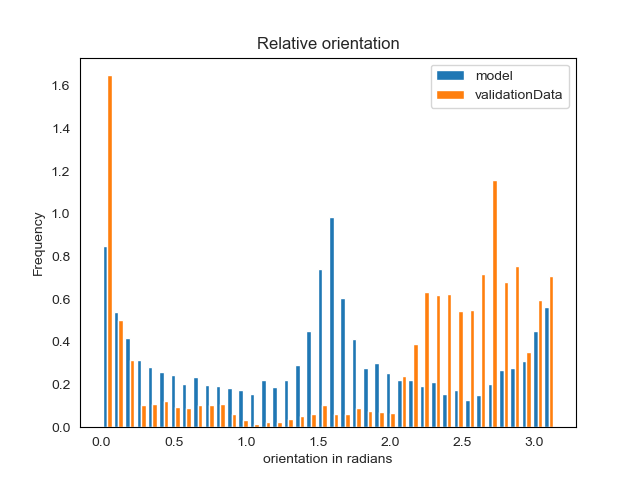 Relative orientation
model
validationData
1.6
1.4
1.2
1.0
0.8
0.6
0.4
0.2
0.0
Frequency
0.0 0.5 1.0 1.5 2.0 2.5 3.0
orientation in radians